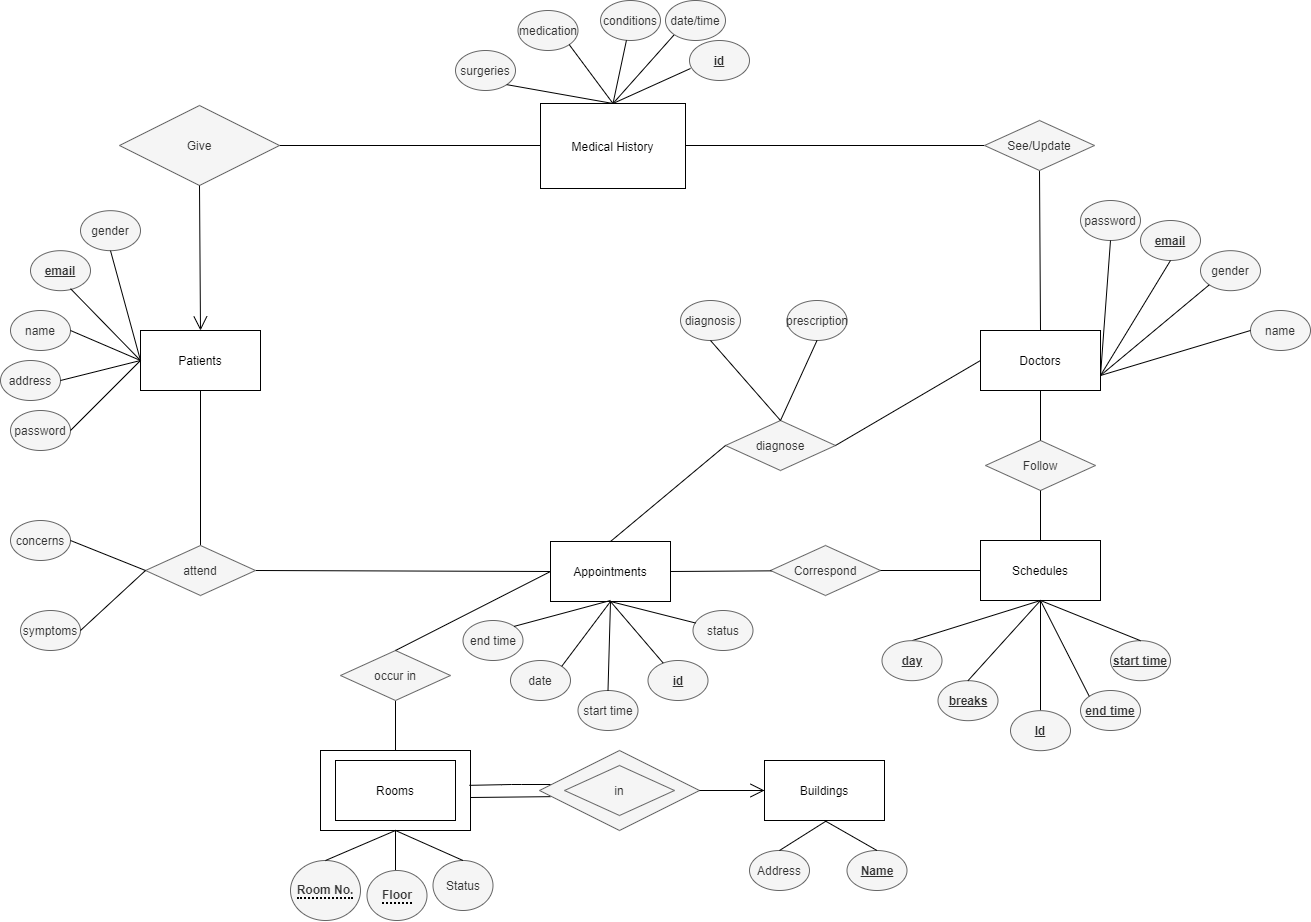 conditions
date/time
medication
id
surgeries
Give
Medical History
See/Update
password
gender
email
email
gender
name
diagnosis
prescription
name
Patients
Doctors
address
password
diagnose
Follow
concerns
attend
Appointments
Correspond
Schedules
symptoms
end time
status
day
start time
occur in
date
id
breaks
start time
end time
Id
Rooms
in
Buildings
Address
Name
Room No.
Floor
Status